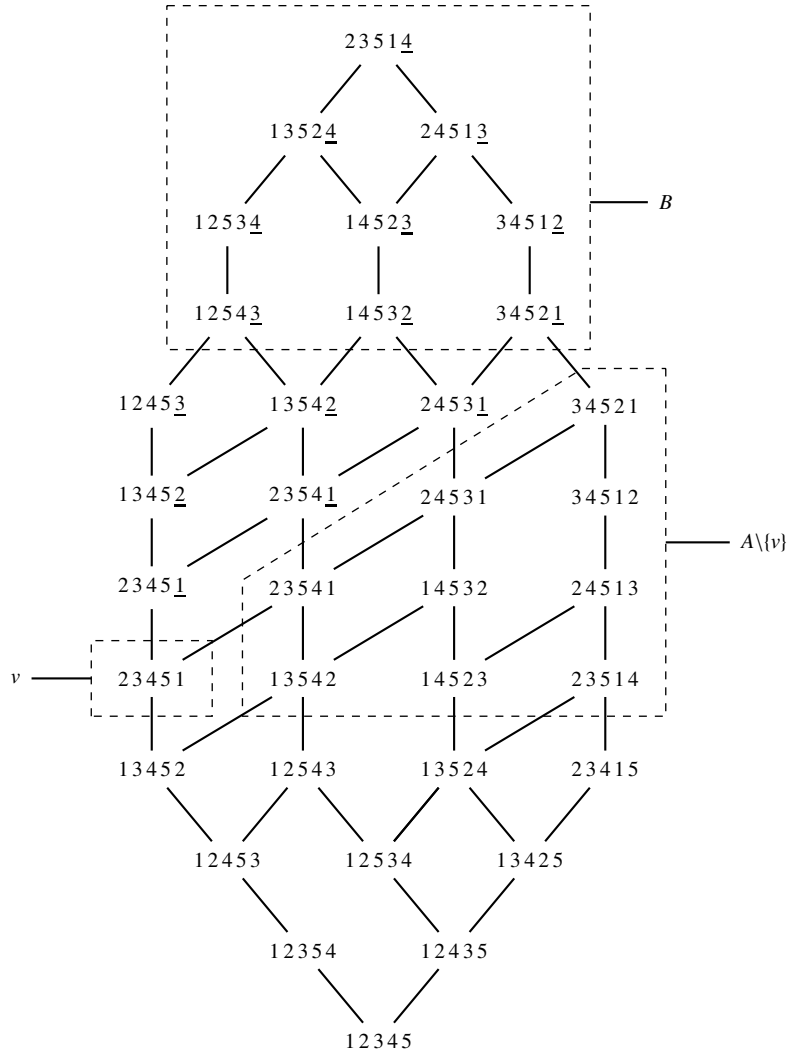 2 3 5 1 4
1 3 5 2 4 2 4 5 1 3
B
1 2 5 3 4 1 4 5 2 3 3 4 5 1 2
1 2 5 4 3 1 4 5 3 2 3 4 5 2 1
1 2 4 5 3 1 3 5 4 2 2 4 5 3 1 3 4 5 2 1
1 3 4 5 2 2 3 5 4 1 2 4 5 3 1 3 4 5 1 2
A\{v}
2 3 4 5 1 2 3 5 4 1 1 4 5 3 2 2 4 5 1 3
v 2 3 4 5 1 1 3 5 4 2 1 4 5 2 3 2 3 5 1 4
1 3 4 5 2 1 2 5 4 3 1 3 5 2 4 2 3 4 1 5
1 2 4 5 3 1 2 5 3 4 1 3 4 2 5
1 2 3 5 4 1 2 4 3 5
1 2 3 4 5